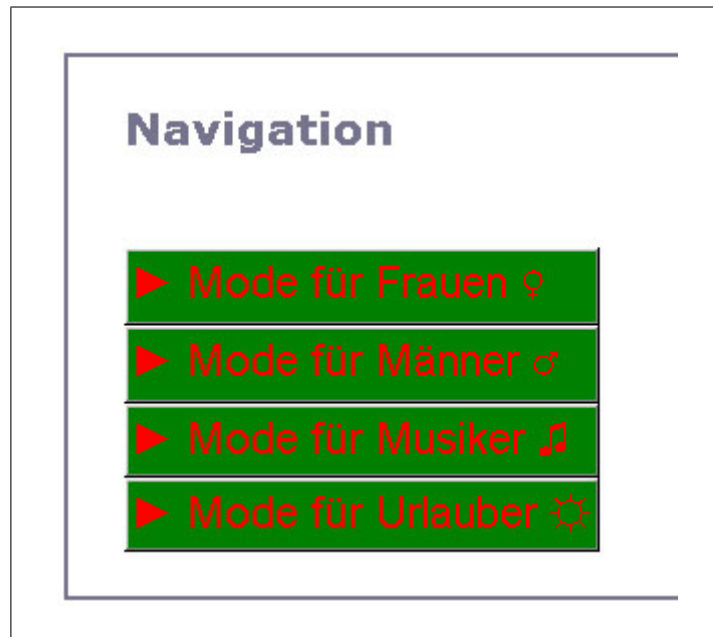 Navigation
► Mode für Frauen ♀
► Mode für Männer ♂
► Mode für Musiker ♫
► Mode für Urlauber ☼